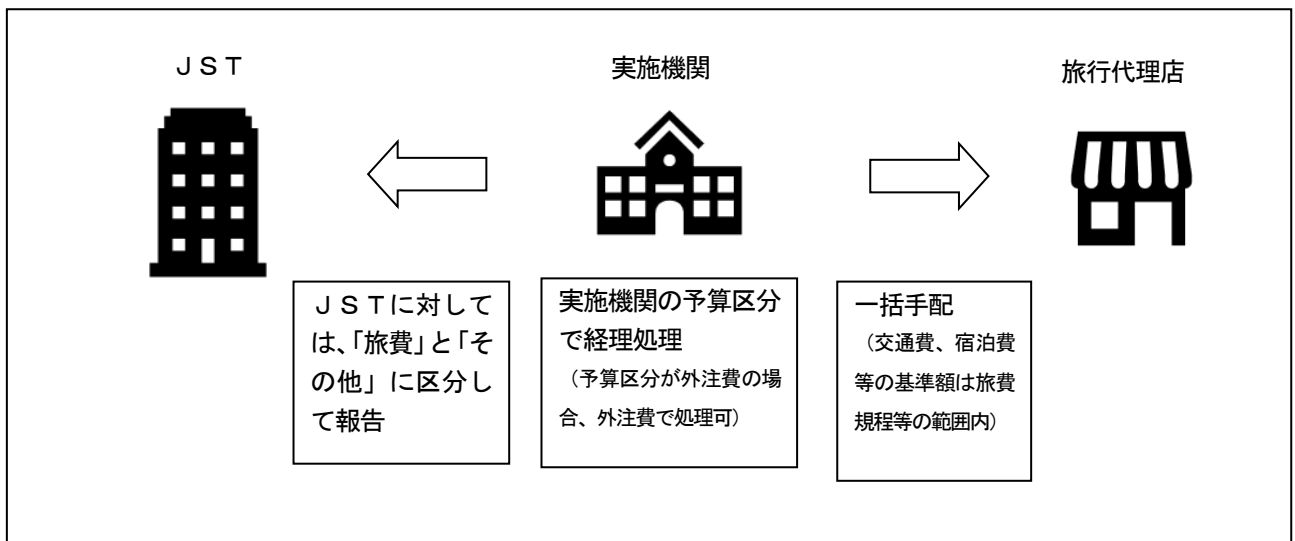 ＪＳＴ
実施機関
旅行代理店
ＪＳＴに対して
は、「旅費」と「そ
の他」に区分し
て報告
実施機関の予算区分
で経理処理
（予算区分が外注費の場
合、外注費で処理可）
一括手配
（交通費、宿泊費
等の基準額は旅費
規程等の範囲内）